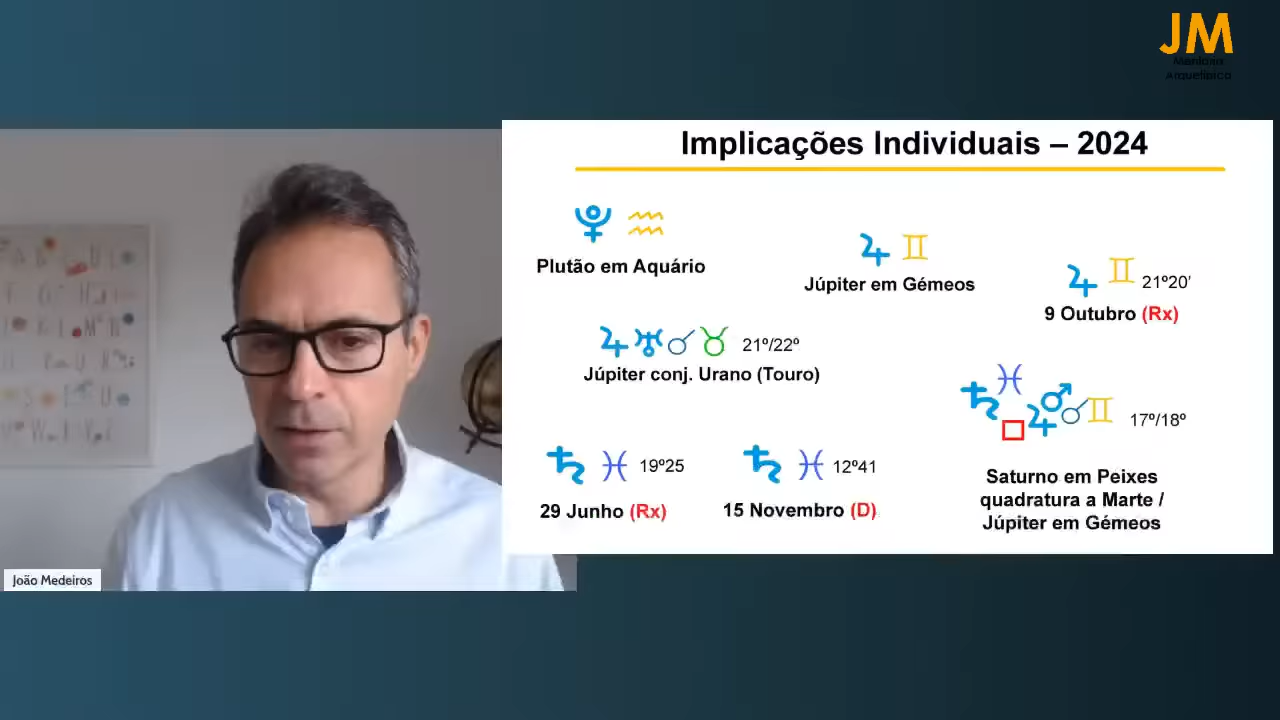 JM
Mentoria
Arquetípica
Implicações Individuais – 2024
Plutão em Aquário
Júpiter em Gémeos
21º20'
9 Outubro (Rx)
21º/22º
Júpiter conj. Urano (Touro)
17º/18º
19º25
29 Junho (Rx)
12º41
15 Novembro (D)
Saturno em Peixes
quadratura a Marte /
Júpiter em Gémeos
João Medeiros